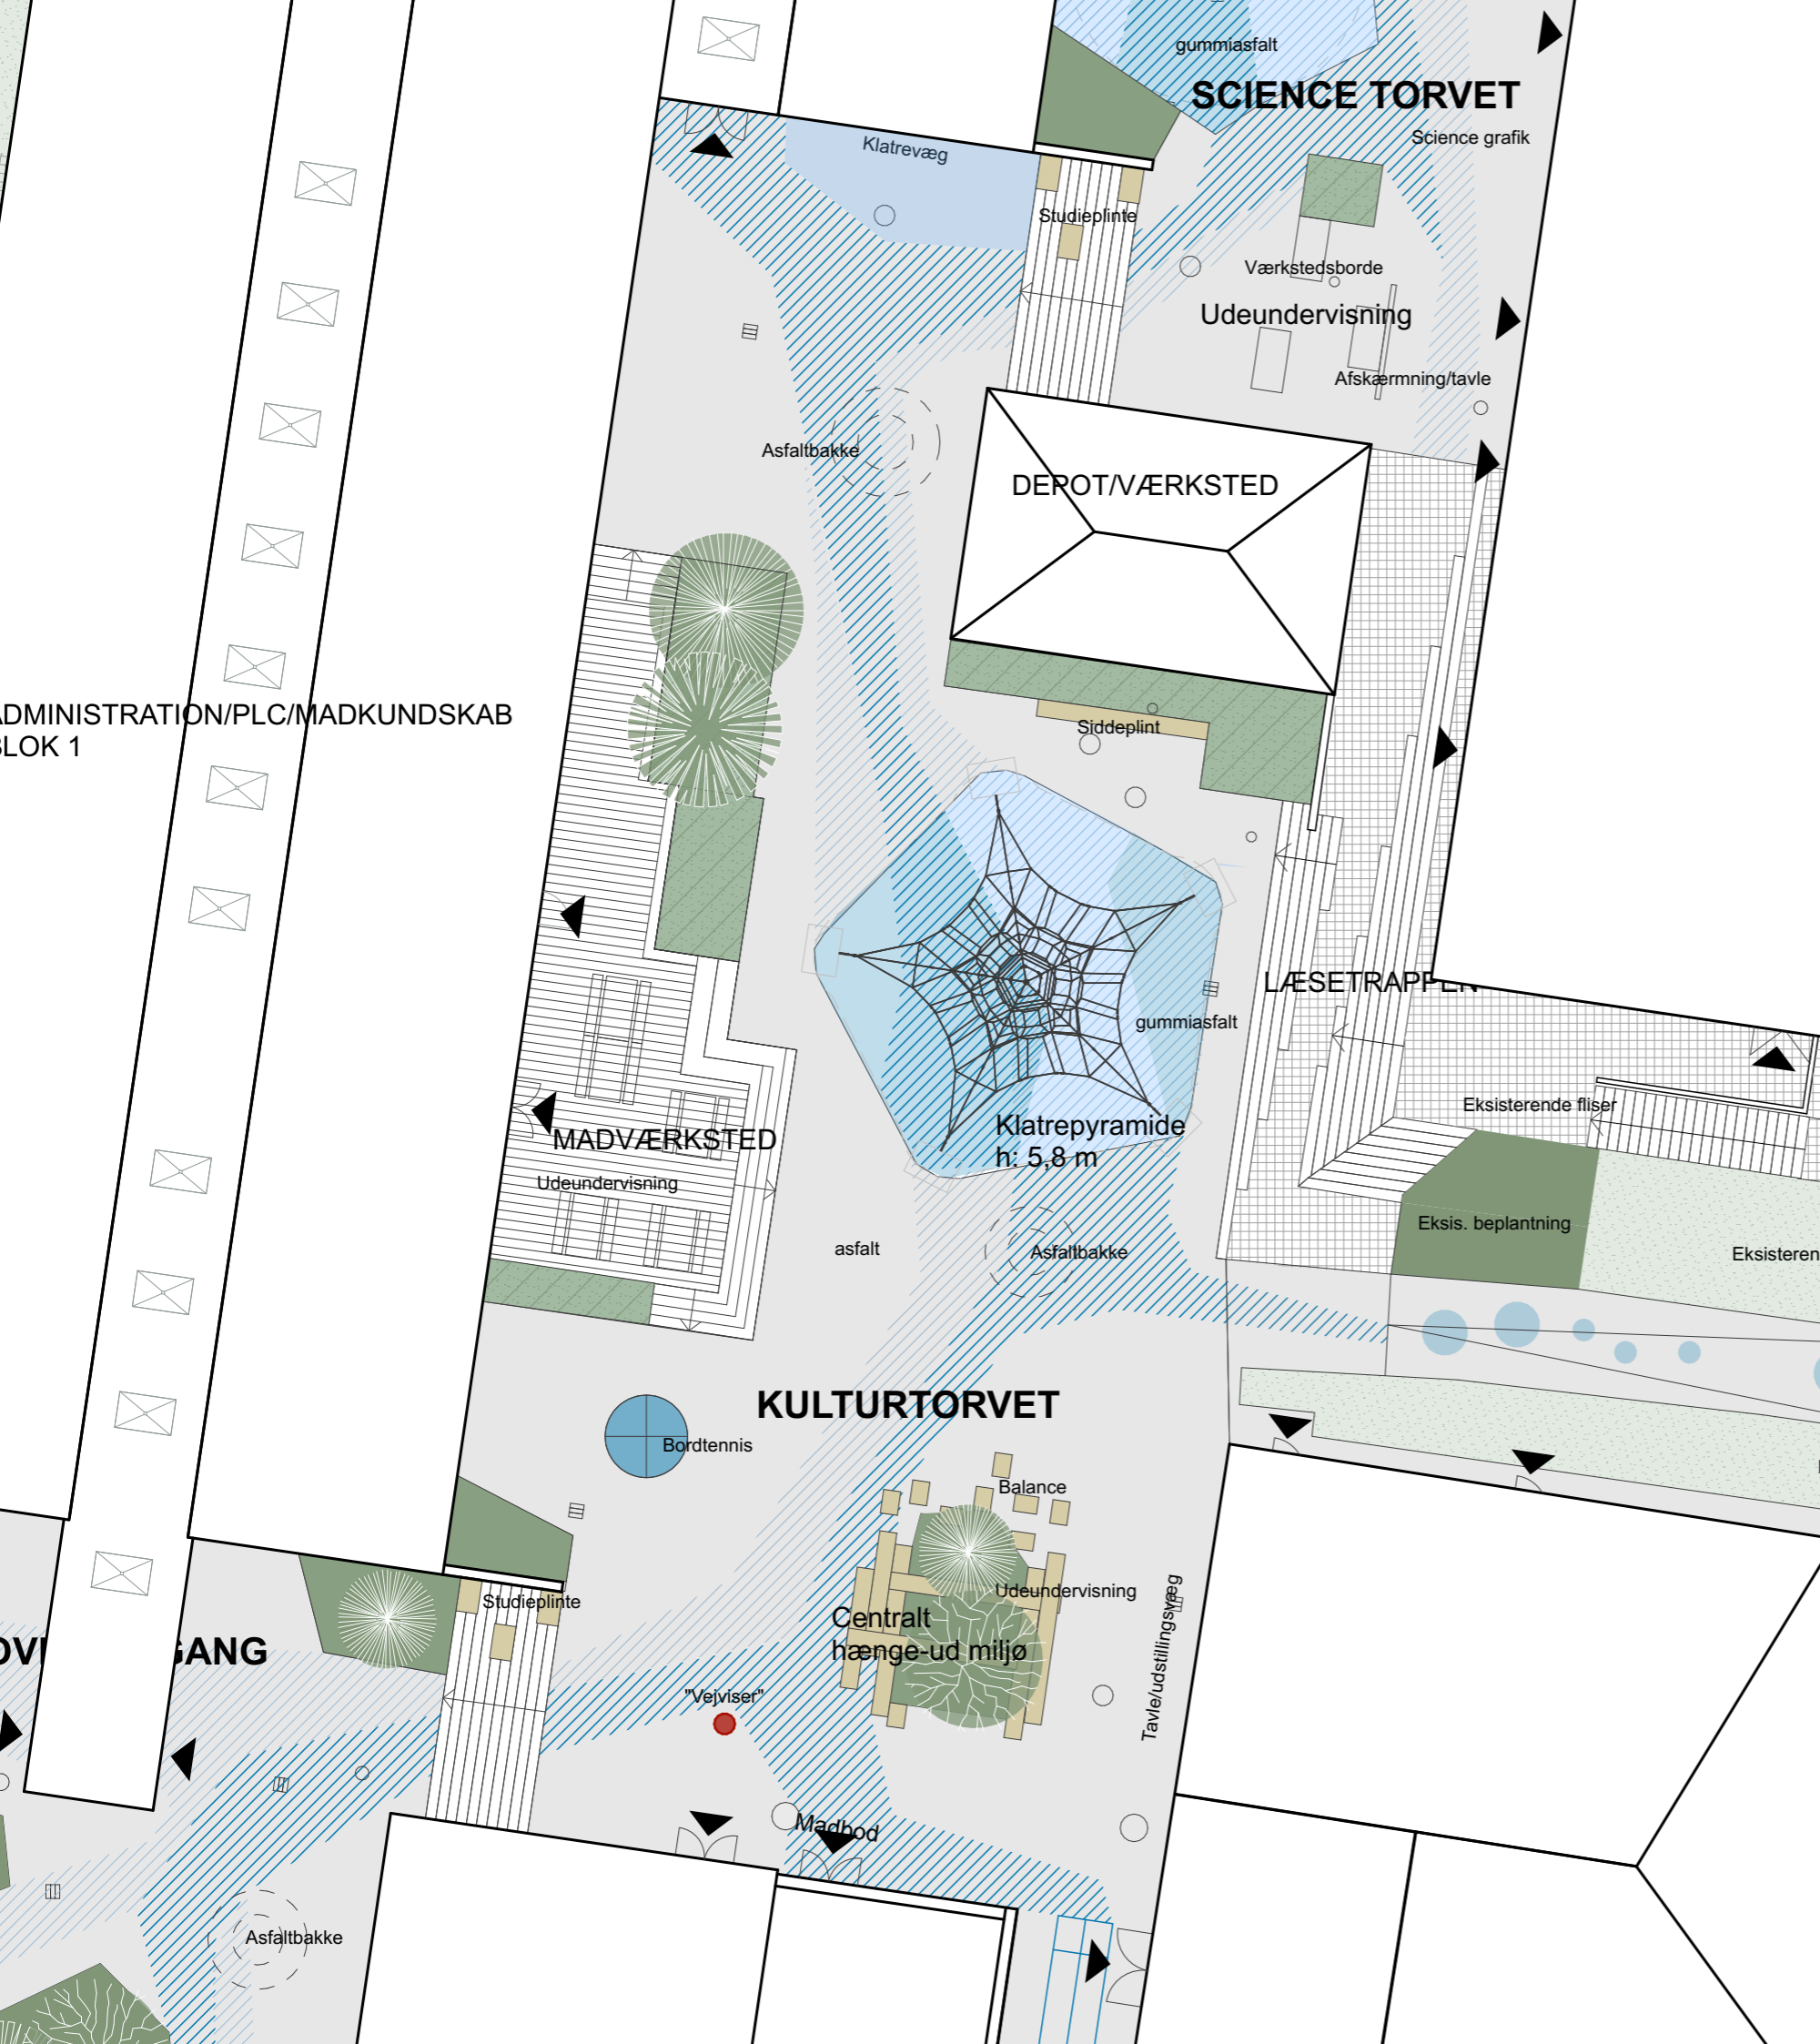 gummiasfalt
SCIENCE TORVET
Science grafik
Klatrevæg
Studieplinte
Værkstedsborde
Udeundervisning
Afskærmning/tavle
Asfaltbakke
DEPOT/VÆRKSTED
ADMINISTRATION/PLC/MADKUNDSKAB
BLOK 1
Siddeplint
LÆSETRAPPEN
gummiasfalt
Klatrepyramide
h: 5,8 m
Eksisterende fliser
MADVÆRKSTED
Udeundervisning
Eksis. beplantning
asfalt
Asfaltbakke
Eksisteren
KULTURTORVET
Bordtennis
Balance
Udeundervisning
Studieplinte
Centralt
hænge-ud miljø
Tavle/udstillingsvæg
"Vejviser"
Madbod
Asfaltbakke